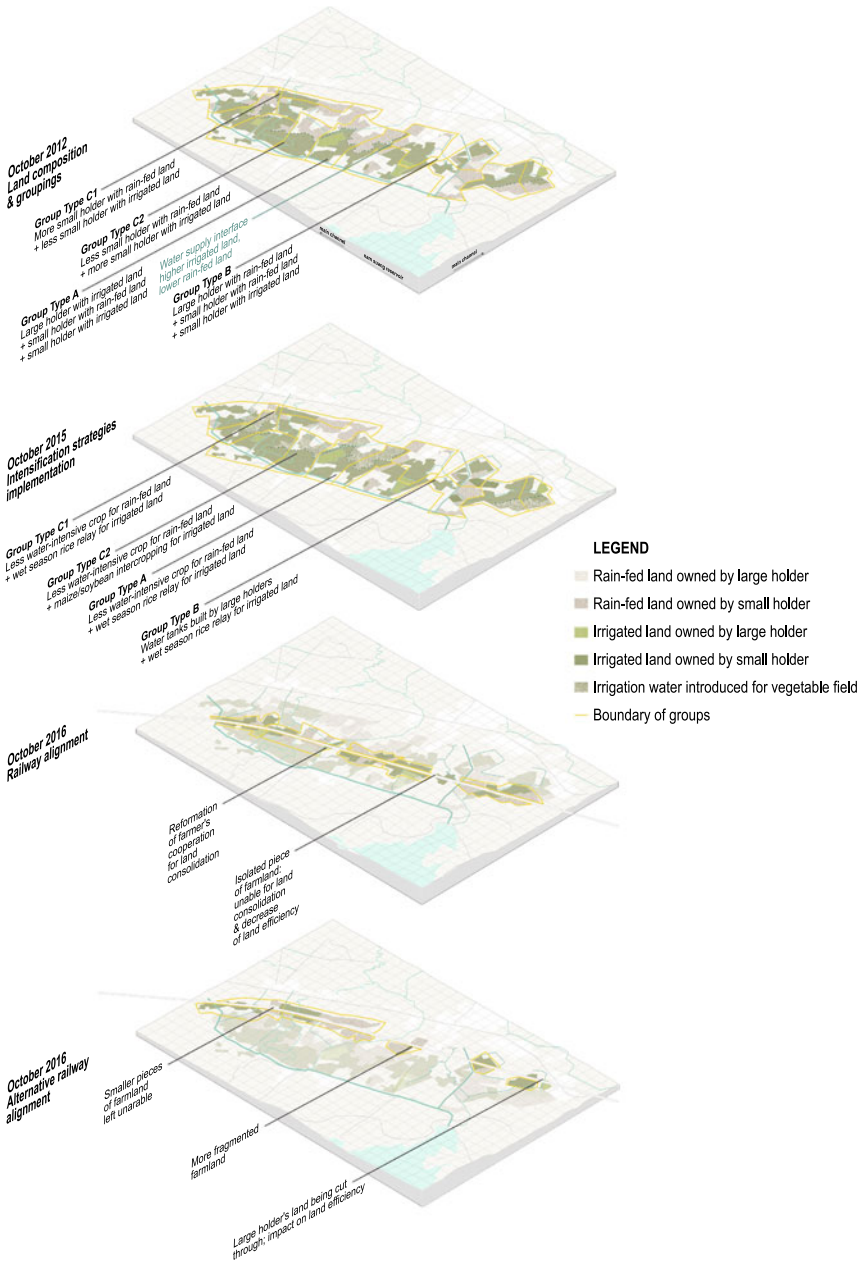 October 2012
Land composition
& groupings
Group Type C1
More small holder with rain-fed land
+ less small holder with irrigated land
Group Type C2
Less small holder with rain-fed land
+ more small holder with irrigated land
Water supply interface
higher irrigated land,
lower rain-fed land
Group Type A
Large holder with irrigated land
+ small holder with rain-fed land
+ small holder with irrigated land
Group Type B
Large holder with rain-fed land
+ small holder with rain-fed land
+ small holder with irrigated land
main channel
nam ouang reservoir
main channel
October 2015
Intensification strategies
implementation
Group Type C1
Less water-intensive crop for rain-fed land
+ wet season rice relay for irrigated land
Group Type C2
Less water-intensive crop for rain-fed land
+ maize/soybean intercropping for irrigated land
Group Type A
Less water-intensive crop for rain-fed land
+ wet season rice relay for irrigated land
Group Type B
Water tanks built by large holders
+ wet season rice relay for irrigated land
LEGEND
Rain-fed land owned by large holder
Rain-fed land owned by small holder
Irrigated land owned by large holder
Irrigated land owned by small holder
Irrigation water introduced for vegetable field
Boundary of groups
October 2016
Railway alignment
Reformation
of farmer's
cooperation
for land
consolidation
Isolated piece
of farmland:
unable for land
consolidation
& decrease
of land efficiency
October 2016
Alternative railway
alignment
Smaller pieces
of farmland
left unarable
More fragmented
farmland
Large holder's land being cut
through; impact on land efficiency